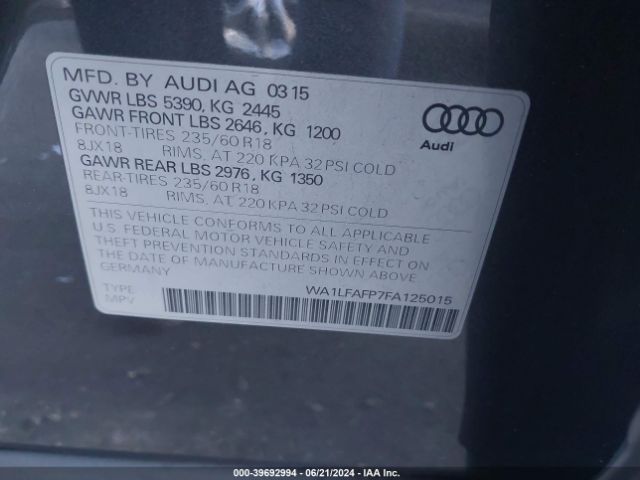 MFD. BY AUDI AG 03 15
GVWR LBS 5390, KG 2445
GAWR FRONT LBS 2646, KG 1200
FRONT-TIRES 235/60 R18
8JX18 RIMS, AT 220 KPA 32 PSI COLD
GAWR REAR LBS 2976, KG 1350
REAR-TIRES 235/60 R18
8JX18 RIMS, AT 220 KPA 32 PSI COLD
THIS VEHICLE CONFORMS TO ALL APPLICABLE
U.S. FEDERAL MOTOR VEHICLE SAFETY AND
THEFT PREVENTION STANDARDS IN EFFECT ON
THE DATE OF MANUFACTURE SHOWN ABOVE
GERMANY
TYPE: WA1LFAFP7FA125015
MPV
Audi
000-39692994 - 06/21/2024 - IAA Inc.